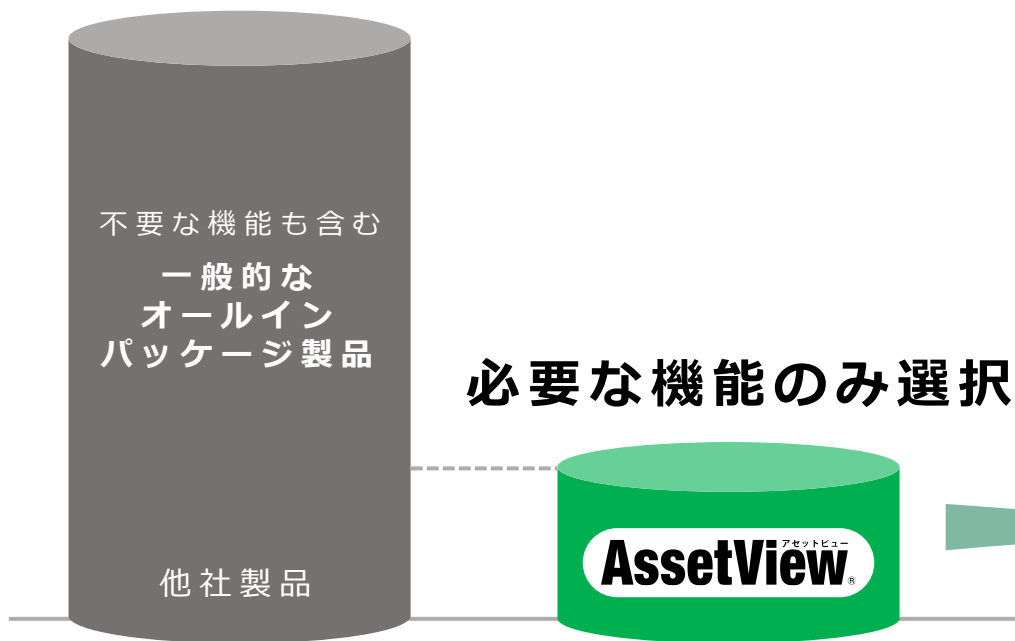 不要な機能も含む
一般的な
オールイン
パッケージ製品
他社製品
必要な機能のみ選択
アセットビュー
AssetView®